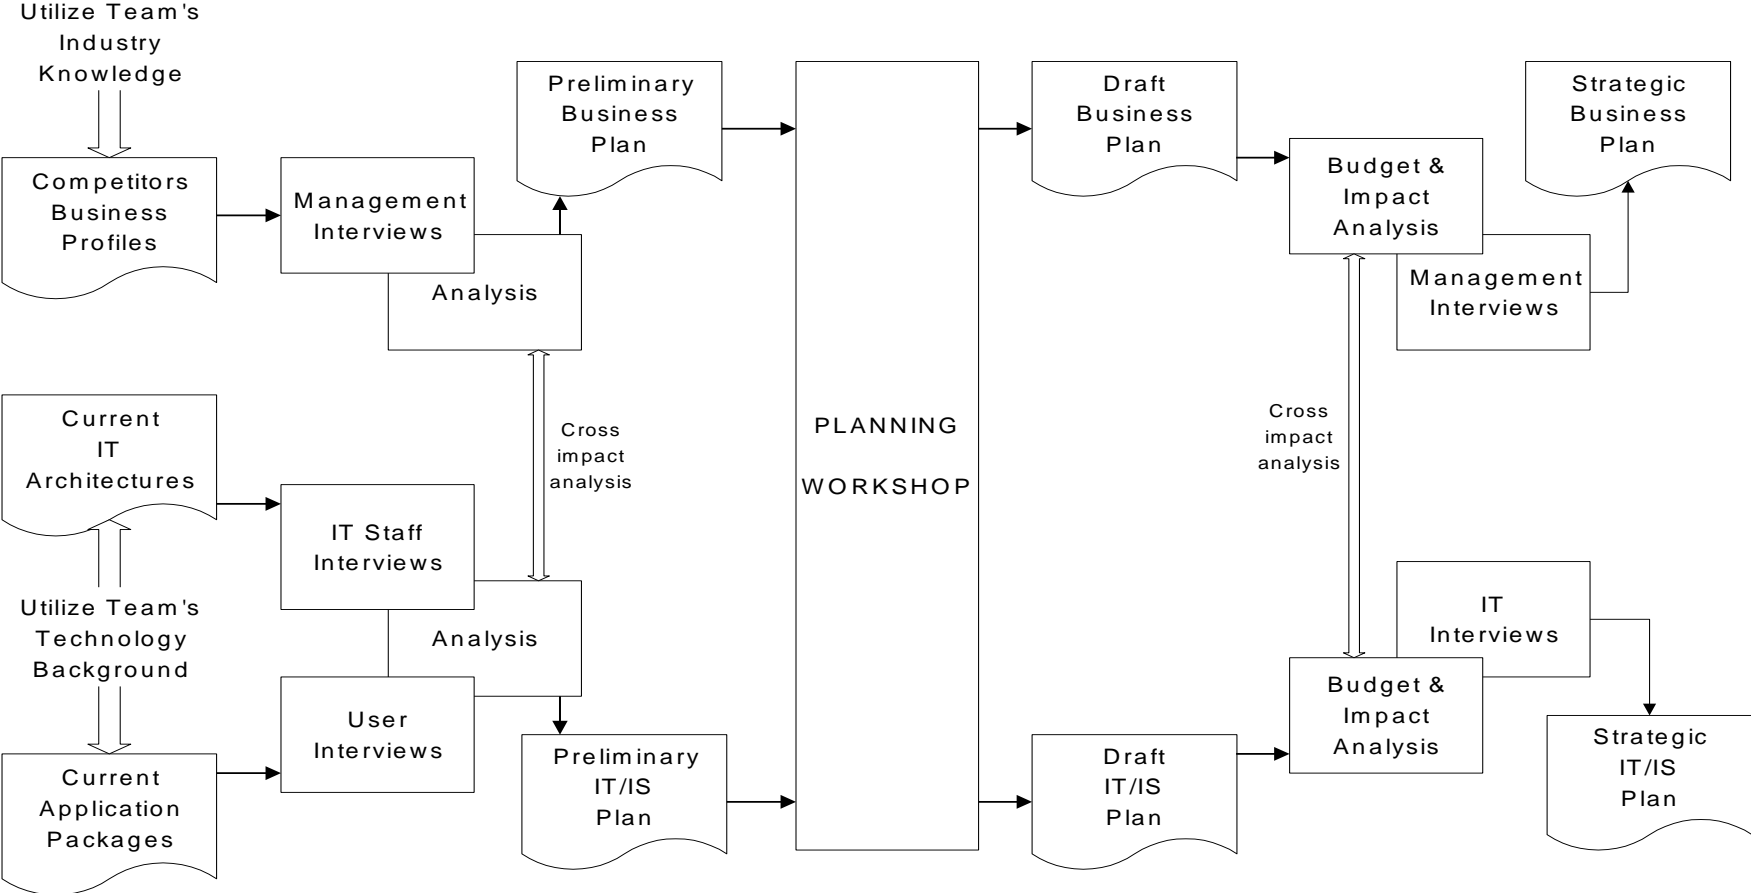 Utilize Team's
Industry
Knowledge
Competitors
Business
Profiles
Management
Interviews
Analysis
Preliminary
Business
Plan
Current
IT
Architectures
Utilize Team's
Technology
Background
Current
Application
Packages
IT Staff
Interviews
Analysis
User
Interviews
Cross
impact
analysis
Preliminary
IT/IS
Plan
PLANNING
WORKSHOP
Draft
Business
Plan
Budget &
Impact
Analysis
Management
Interviews
Strategic
Business
Plan
Cross
impact
analysis
Draft
IT/IS
Plan
IT
Interviews
Budget &
Impact
Analysis
Strategic
IT/IS
Plan